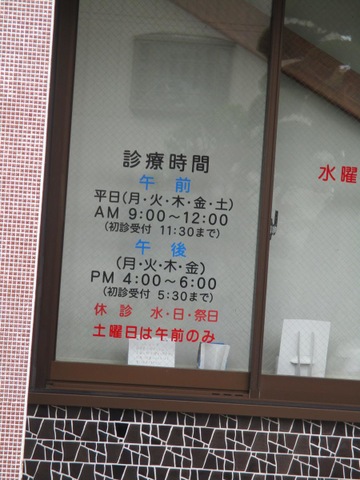 診療時間
午前
平日(月・火・木・金・土)
AM 9:00～12:00
(初診受付 11:30まで)
午後
(月・火・木・金)
PM 4:00～6:00
(初診受付 5:30まで)
休診 水・日・祭日
土曜日は午前のみ
水曜